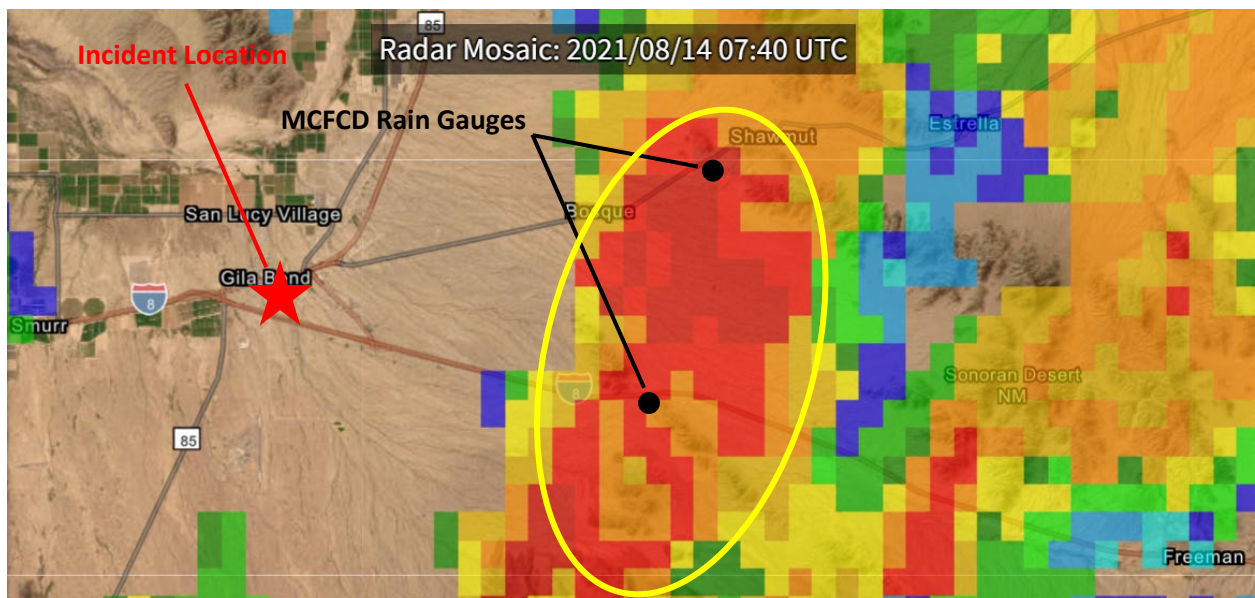 85
Radar Mosaic: 2021/08/14 07:40 UTC
Incident Location
MCFCD Rain Gauges
Shawmut
Estrella
San Lucy Village
Bosque
Gila Bend
8
Smurr
8
Sonoran Desert
NM
85
Freeman